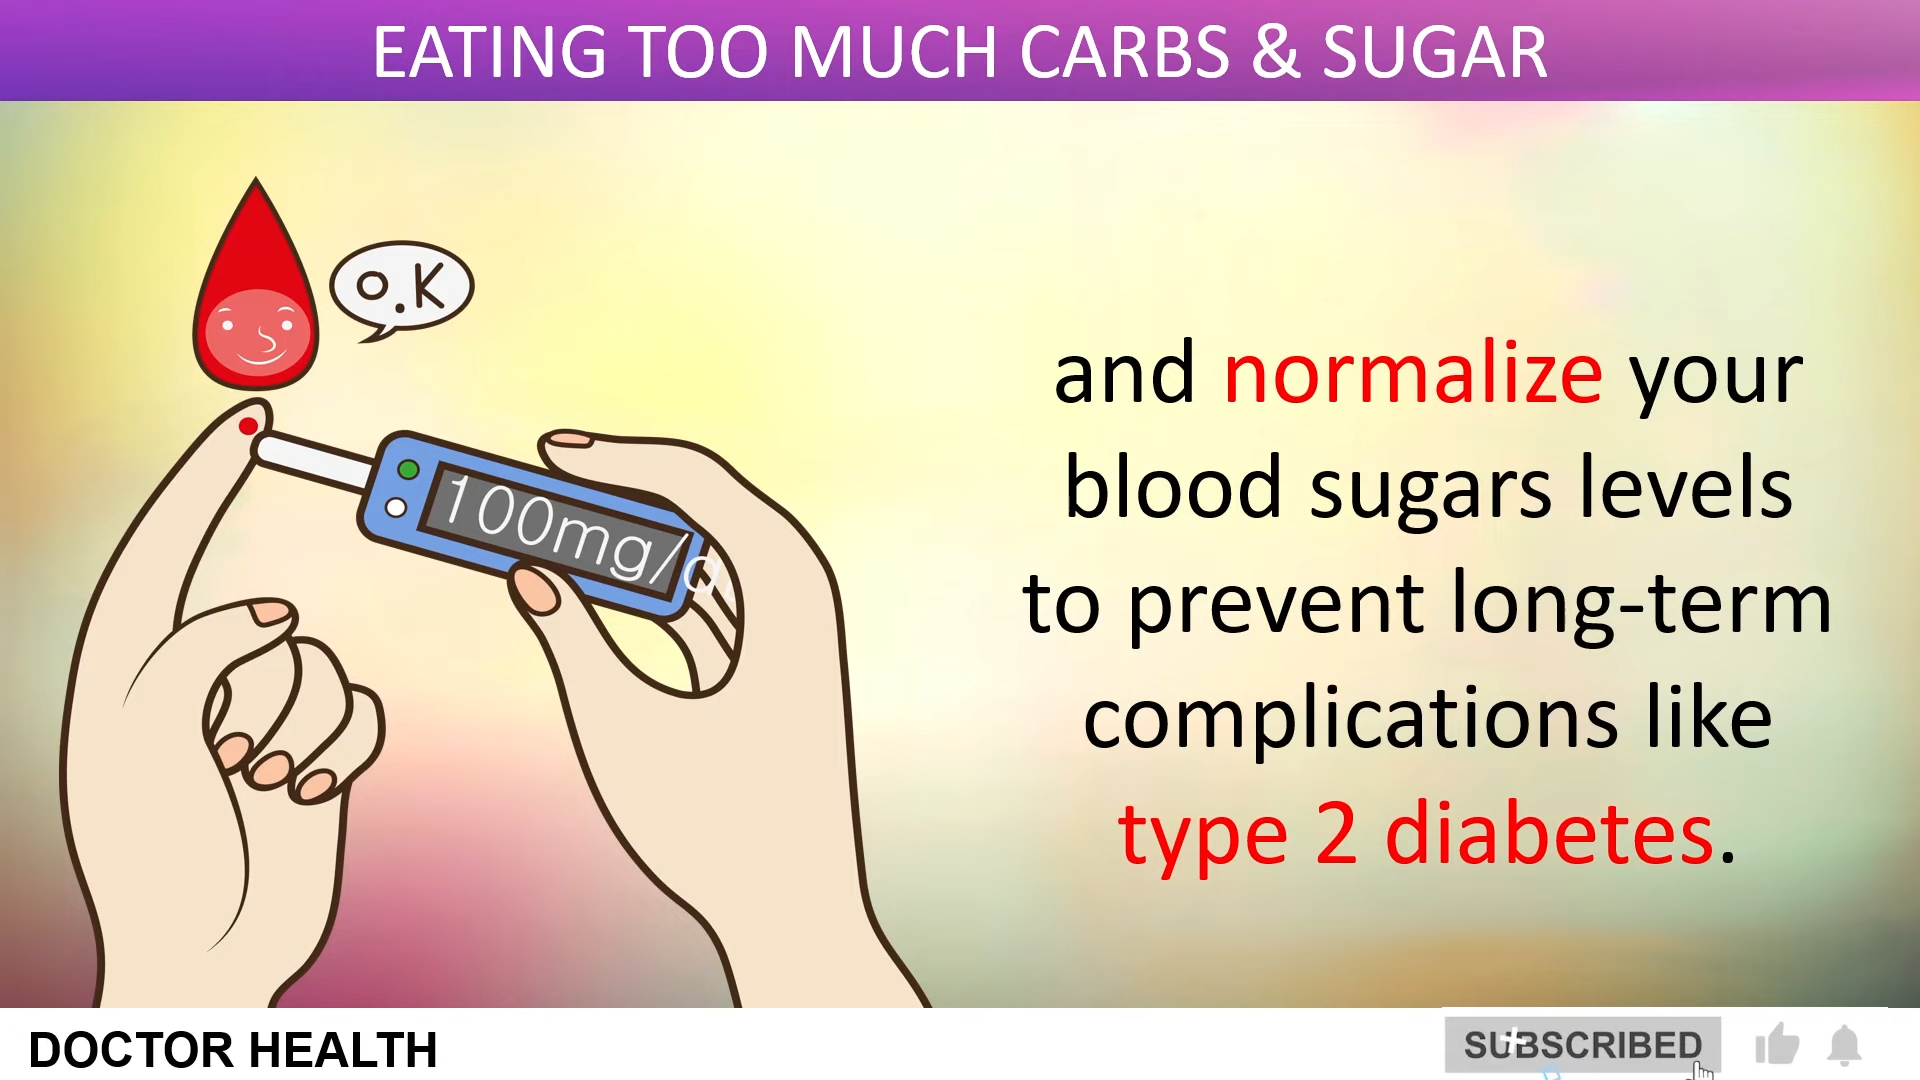 EATING TOO MUCH CARBS & SUGAR
O.K
100mg/d
and normalize your
blood sugars levels
to prevent long-term
complications like
type 2 diabetes.
DOCTOR HEALTH
SUBSCRIBED